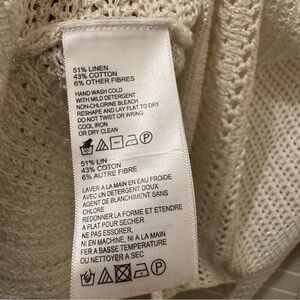 51% LINEN
43% COTTON
6% OTHER FIBRES
HAND WASH COLD
WITH MILD DETERGENT
NON-CHLORINE BLEACH
RESHAPE AND LAY FLAT TO DRY
DO NOT TWIST OR WRING
COOL IRON
OR DRY CLEAN
P
51% LIN
43% COTON
6% AUTRE FIBRE
LAVER A LA MAIN EN EAU FROIDE
AVEC UN DETERGENT DOUX
AGENT DE BLANCHIMENT SANS
CHLORE
REDONNER LA FORME ET ETENDRE
A PLAT POUR SECHER
NE PAS ESSORER,
NI EN MACHINE, NI A LA MAIN
FER A BASSE TEMPERATURE
OU NETTOYER A SEC
P